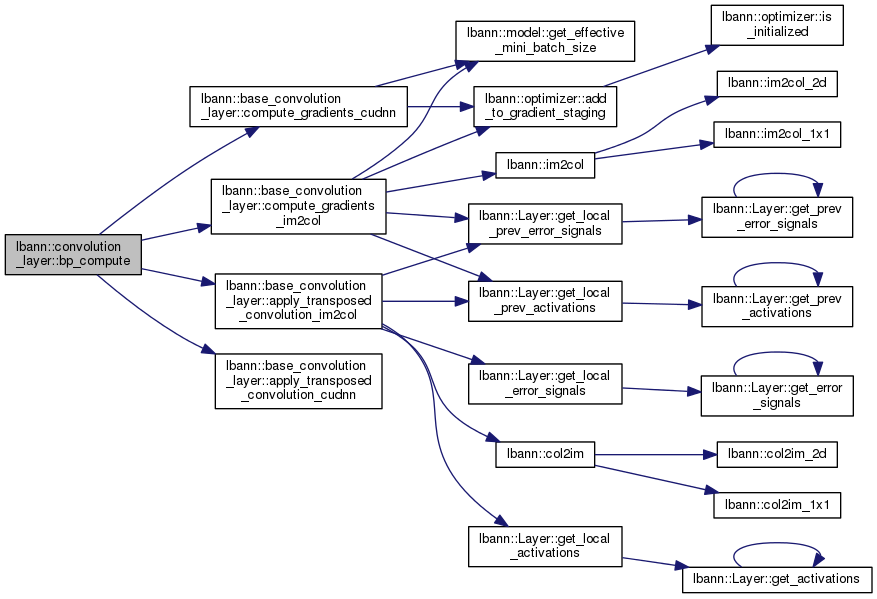 lbann::convolution
_layer::bp_compute
lbann::base_convolution
_layer::compute_gradients_cudnn
lbann::base_convolution
_layer::compute_gradients
_im2col
lbann::base_convolution
_layer::apply_transposed
_convolution_im2col
lbann::base_convolution
_layer::apply_transposed
_convolution_cudnn
lbann::model::get_effective
_mini_batch_size
lbann::optimizer::add
_to_gradient_staging
lbann::im2col
lbann::Layer::get_local
_prev_error_signals
lbann::Layer::get_local
_prev_activations
lbann::Layer::get_local
_error_signals
lbann::col2im
lbann::Layer::get_local
_activations
lbann::optimizer::is
_initialized
lbann::im2col_2d
lbann::im2col_1x1
lbann::Layer::get_prev
_error_signals
lbann::Layer::get_prev
_activations
lbann::Layer::get_error
_signals
lbann::col2im_2d
lbann::col2im_1x1
lbann::Layer::get_activations